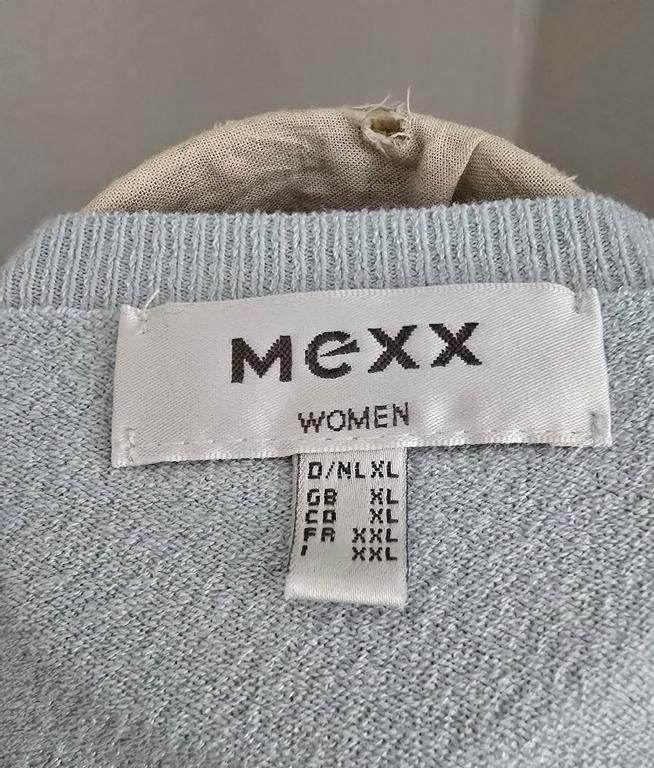 MeXX
WOMEN
D/NL XL
GB XL
CD XL
FR XXL
I XXL